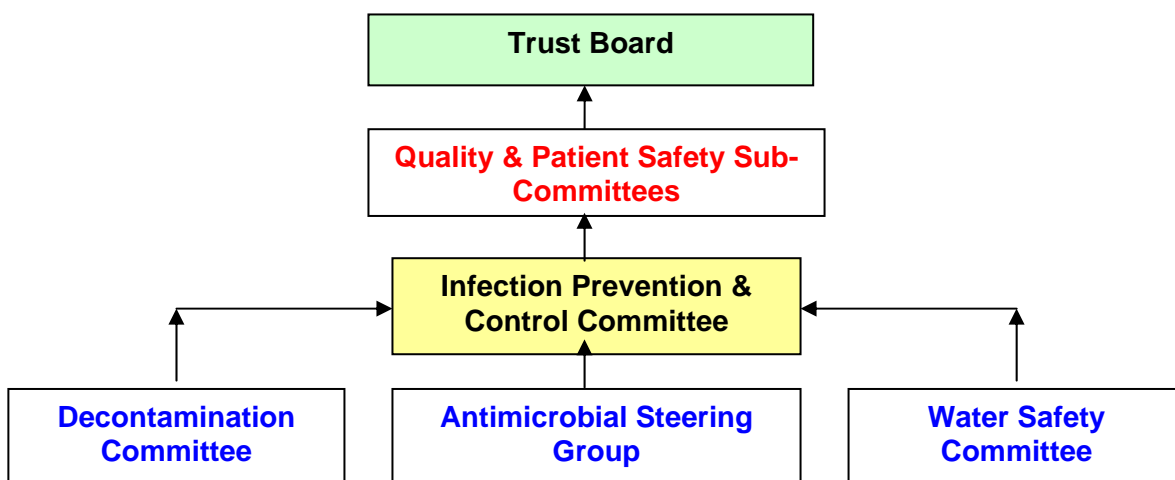 Trust Board
Quality & Patient Safety Sub-
Committees
Infection Prevention &
Control Committee
Decontamination
Committee
Antimicrobial Steering
Group
Water Safety
Committee